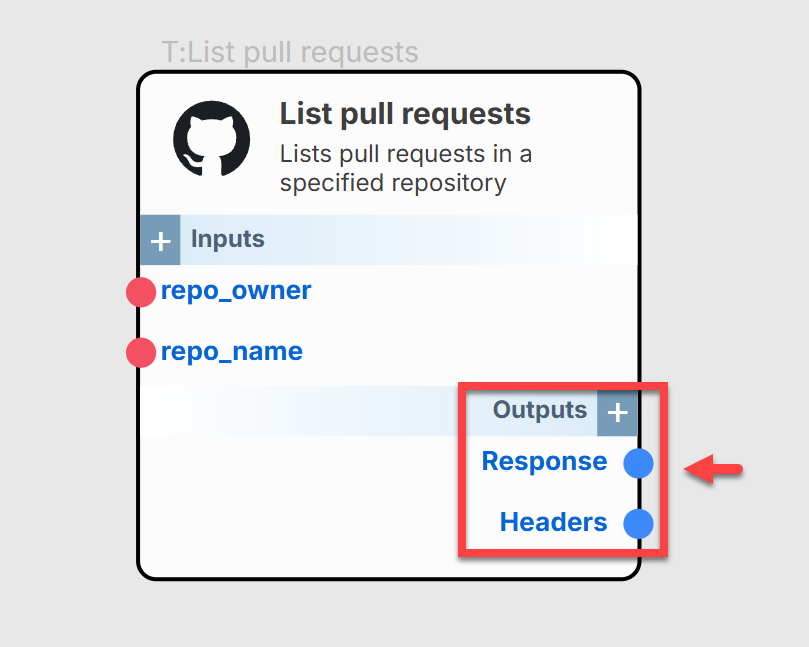 T:List pull requests
List pull requests
Lists pull requests in a
specified repository
+ Inputs
repo_owner
repo_name
Outputs +
Response
Headers